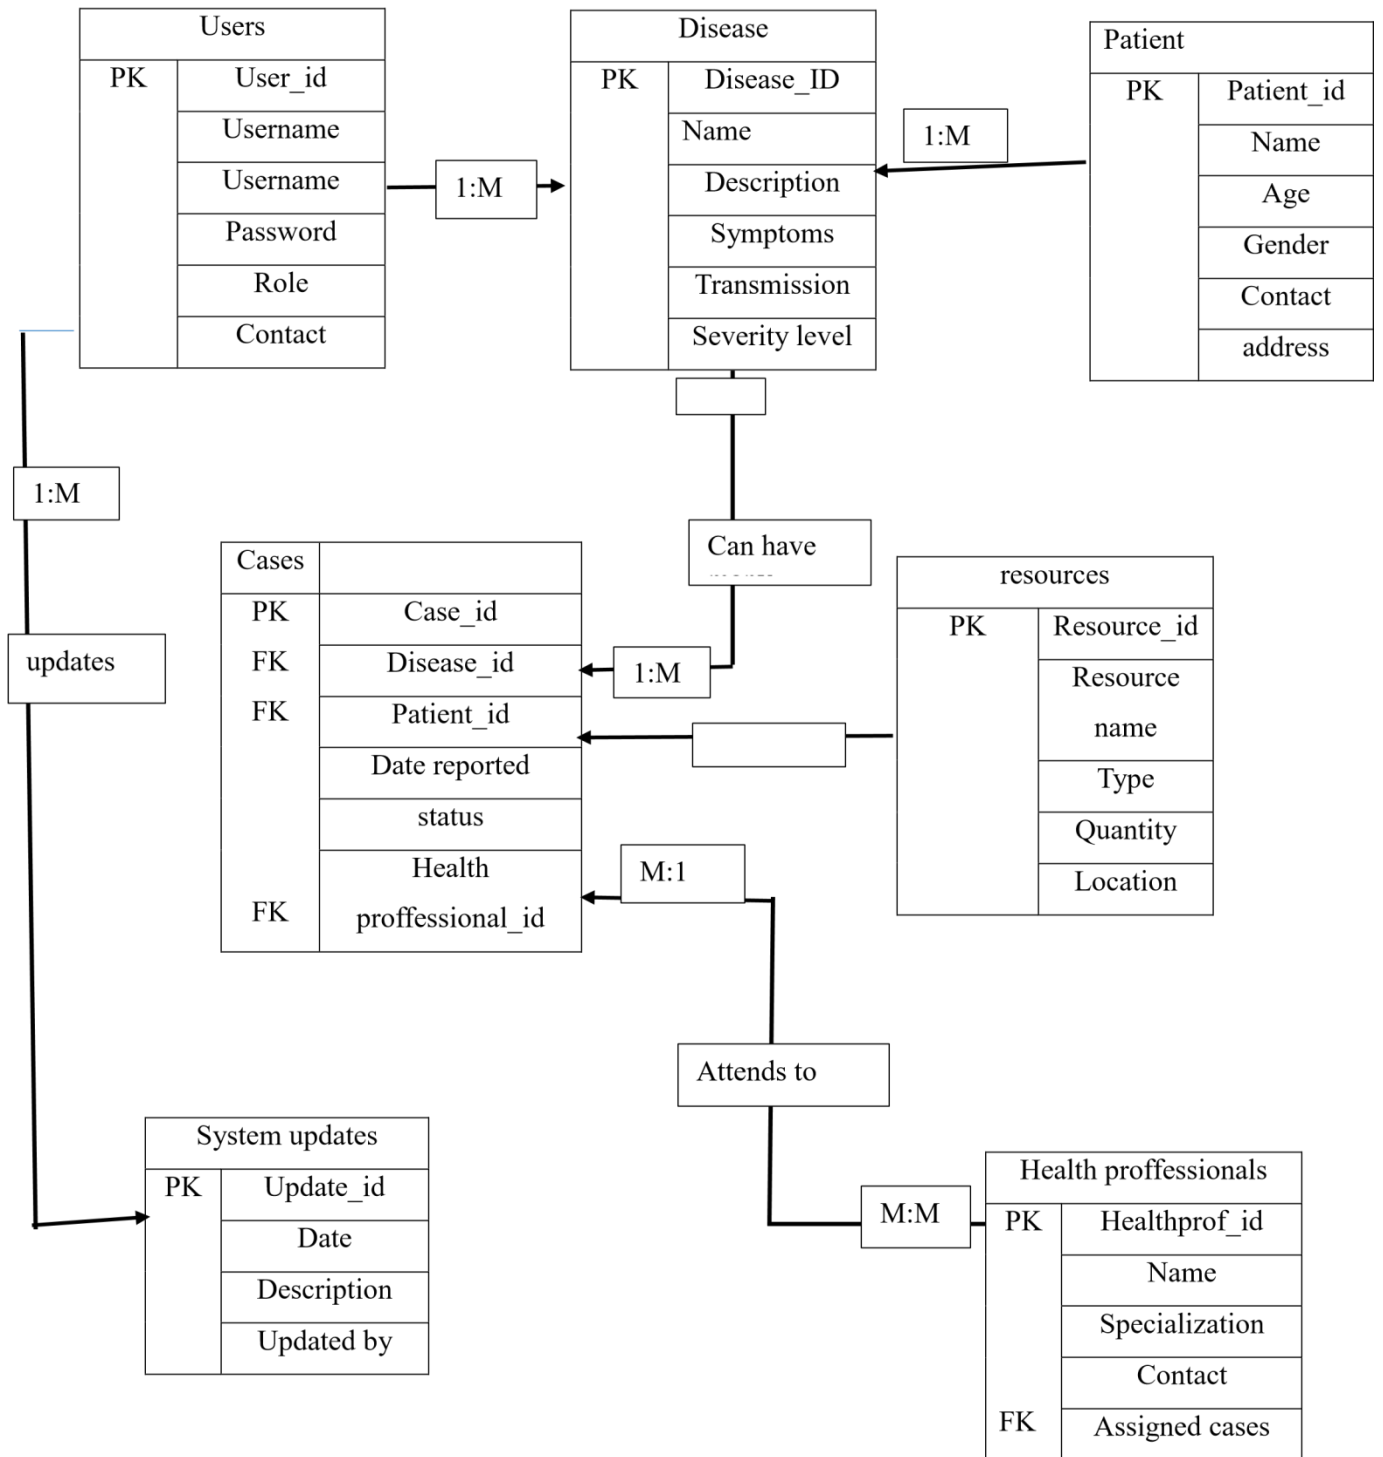 Users
PK User_id
Username
Username
Password
Role
Contact
1:M
Disease
PK Disease_ID
Name
Description
Symptoms
Transmission
Severity level
1:M
Patient
PK Patient_id
Name
Age
Gender
Contact
address
1:M
updates
Can have
1:M
Cases
PK Case_id
FK Disease_id
FK Patient_id
Date reported
status
Health
FK proffessional_id
resources
PK Resource_id
Resource
name
Type
Quantity
Location
M:1
Attends to
M:M
System updates
PK Update_id
Date
Description
Updated by
Health proffessionals
PK Healthprof_id
Name
Specialization
Contact
FK Assigned cases